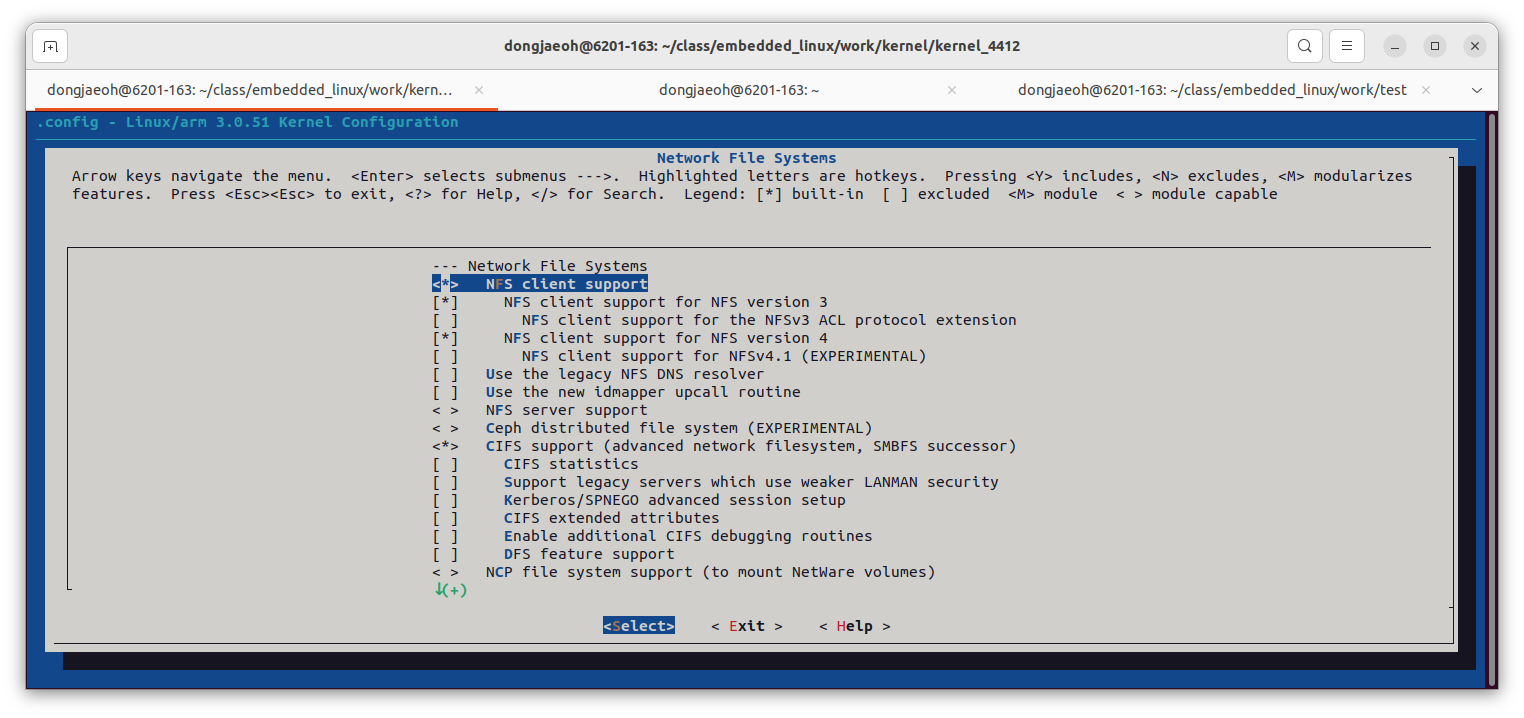 dongjaeoh@6201-163: ~/class/embedded_linux/work/kernel/kernel_4412
dongjaeoh@6201-163: ~/class/embedded_linux/work/kern...
dongjaeoh@6201-163: ~
dongjaeoh@6201-163: ~/class/embedded_linux/work/test
.config - Linux/arm 3.0.51 Kernel Configuration
Network File Systems
Arrow keys navigate the menu.  <Enter> selects submenus --->.  Highlighted letters are hotkeys.  Pressing <Y> includes, <N> excludes, <M> modularizes
features.  Press <Esc><Esc> to exit, <?> for Help, </> for Search.  Legend: [*] built-in  [ ] excluded  <M> module  < > module capable
--- Network File Systems
<*>   NFS client support
[*]     NFS client support for NFS version 3
[ ]       NFS client support for the NFSv3 ACL protocol extension
[*]     NFS client support for NFS version 4
[ ]       NFS client support for NFSv4.1 (EXPERIMENTAL)
[ ]   Use the legacy NFS DNS resolver
[ ]   Use the new idmapper upcall routine
< >   NFS server support
< >   Ceph distributed file system (EXPERIMENTAL)
<*>   CIFS support (advanced network filesystem, SMBFS successor)
[ ]     CIFS statistics
[ ]     Support legacy servers which use weaker LANMAN security
[ ]     Kerberos/SPNEGO advanced session setup
[ ]     CIFS extended attributes
[ ]     Enable additional CIFS debugging routines
[ ]     DFS feature support
< >   NCP file system support (to mount NetWare volumes)
↓(+)
<Select>    < Exit >    < Help >